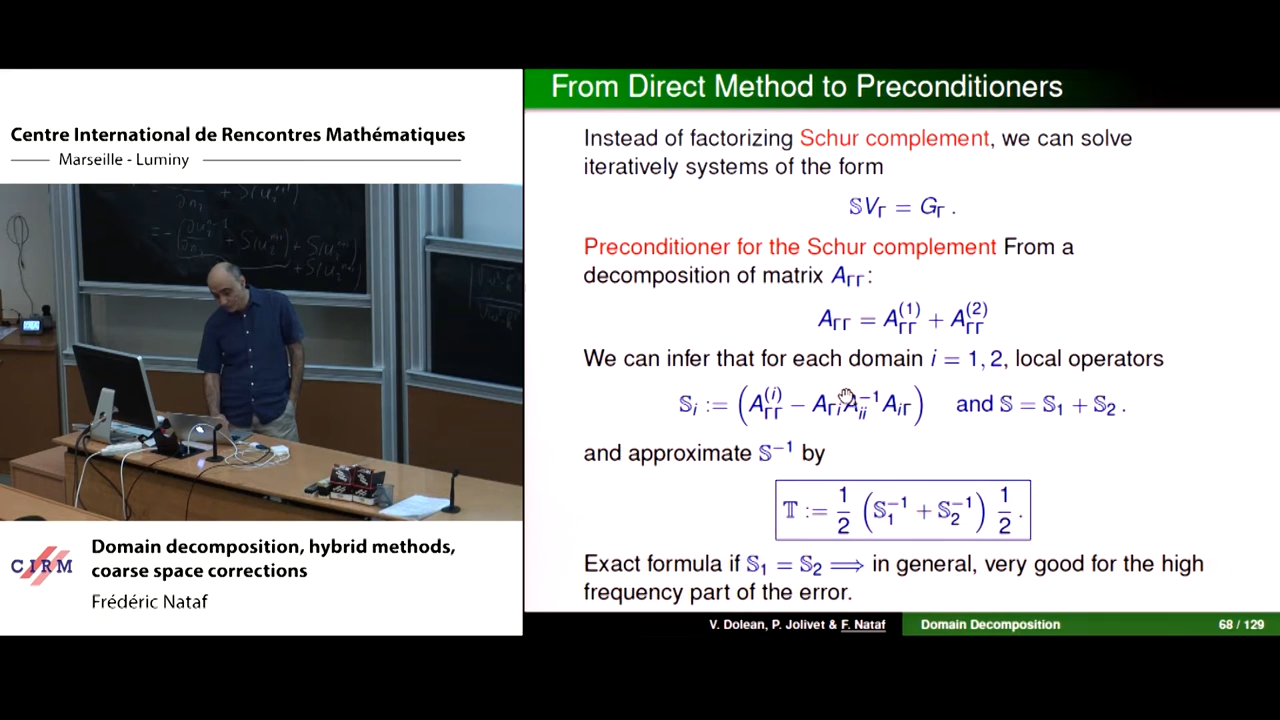 Centre International de Rencontres Mathématiques
Marseille - Luminy
From Direct Method to Preconditioners
Instead of factorizing Schur complement, we can solve
iteratively systems of the form
𝕊V_Γ = G_Γ .
Preconditioner for the Schur complement From a
decomposition of matrix A_ΓΓ:
A_ΓΓ = A_ΓΓ^(1) + A_ΓΓ^(2)
We can infer that for each domain i = 1, 2, local operators
𝕊_i := (A_ΓΓ^(i) − A_Γi A_ii^−1 A_iΓ) and 𝕊 = 𝕊_1 + 𝕊_2 .
and approximate 𝕊^−1 by
𝕋 := 1/2 (𝕊_1^−1 + 𝕊_2^−1) 1/2 .
Exact formula if 𝕊_1 = 𝕊_2 ⟹ in general, very good for the high
frequency part of the error.
V. Dolean, P. Jolivet & F. Nataf
Domain Decomposition
68 / 129
CIRM
Domain decomposition, hybrid methods,
coarse space corrections
Frédéric Nataf